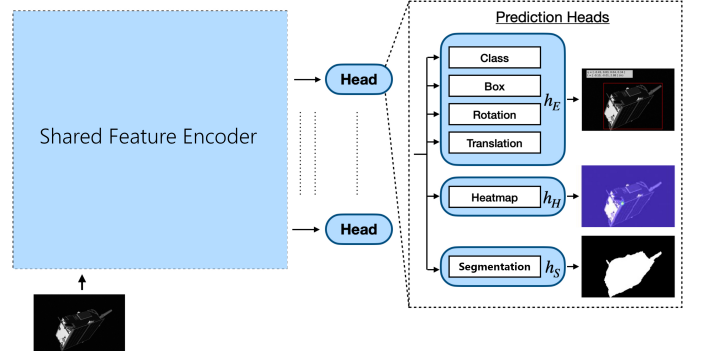 Prediction Heads
Shared Feature Encoder
Head
Head
Class
Box
Rotation
Translation
h_E
Heatmap
h_H
Segmentation
h_S